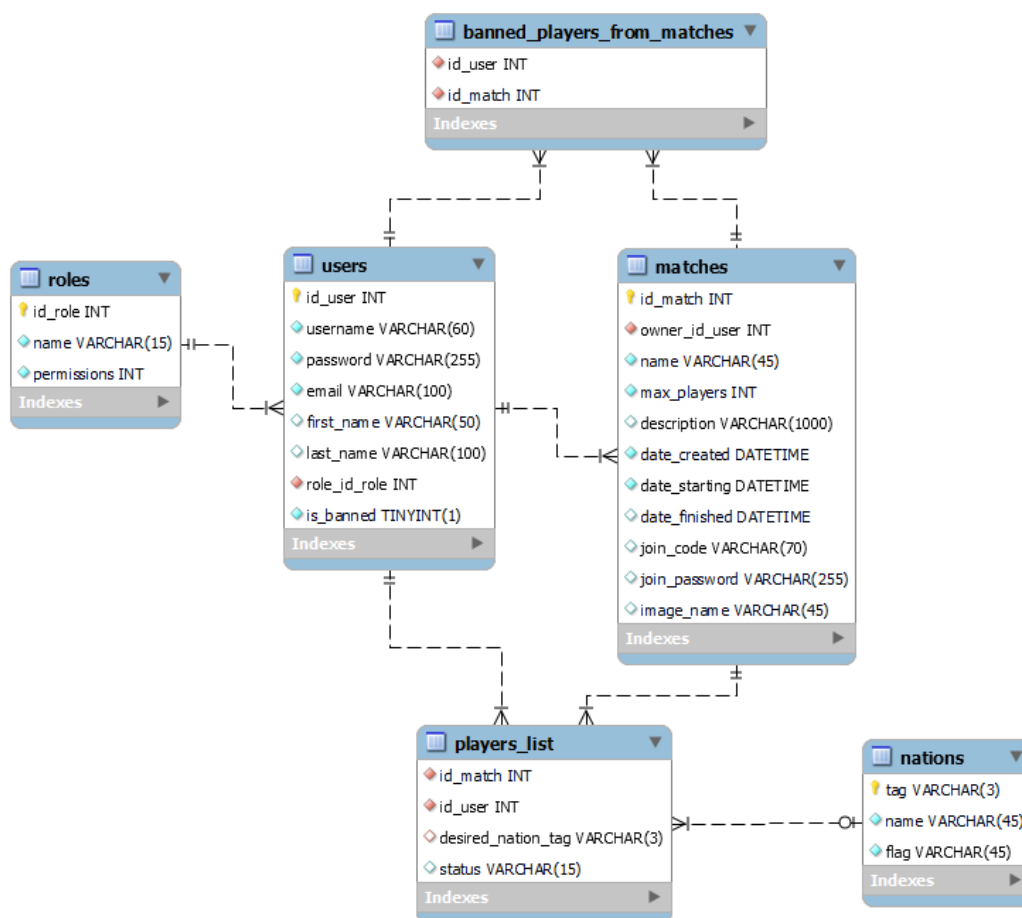 banned_players_from_matches
id_user INT
id_match INT
Indexes
roles
id_role INT
name VARCHAR(15)
permissions INT
Indexes
users
id_user INT
username VARCHAR(60)
password VARCHAR(255)
email VARCHAR(100)
first_name VARCHAR(50)
last_name VARCHAR(100)
role_id_role INT
is_banned TINYINT(1)
Indexes
matches
id_match INT
owner_id_user INT
name VARCHAR(45)
max_players INT
description VARCHAR(1000)
date_created DATETIME
date_starting DATETIME
date_finished DATETIME
join_code VARCHAR(70)
join_password VARCHAR(255)
image_name VARCHAR(45)
Indexes
players_list
id_match INT
id_user INT
desired_nation_tag VARCHAR(3)
status VARCHAR(15)
Indexes
nations
tag VARCHAR(3)
name VARCHAR(45)
flag VARCHAR(45)
Indexes